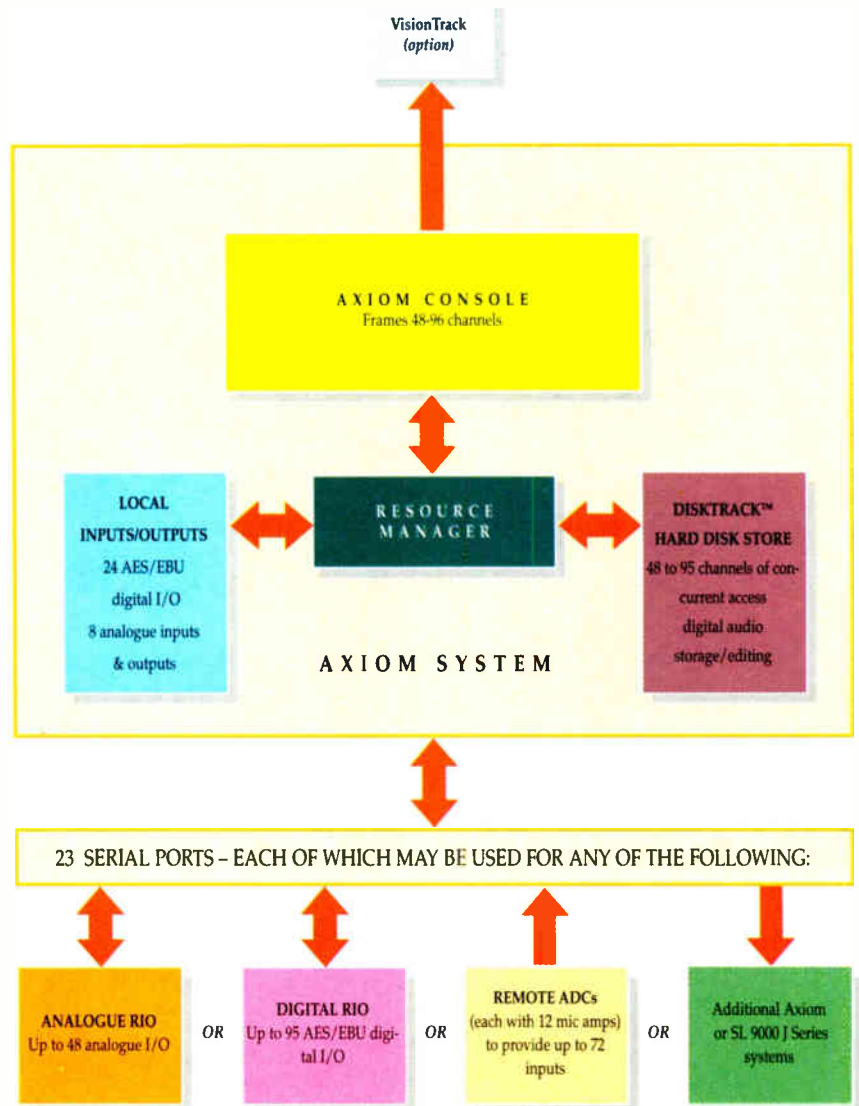 VisionTrack
(option)
AXIOM CONSOLE
Frames 48-96 channels
LOCAL
INPUTS/OUTPUTS
24 AES/EBU
digital I/O
8 analogue inputs
& outputs
RESOURCE
MANAGER
DISKTRACK™
HARD DISK STORE
48 to 95 channels of con-
current access
digital audio
storage/editing
AXIOM SYSTEM
23 SERIAL PORTS – EACH OF WHICH MAY BE USED FOR ANY OF THE FOLLOWING:
ANALOGUE RIO
Up to 48 analogue I/O
OR
DIGITAL RIO
Up to 95 AES/EBU digi-
tal I/O
OR
REMOTE ADCs
(each with 12 mic amps)
to provide up to 72
inputs
OR
Additional Axiom
or SL 9000 J Series
systems